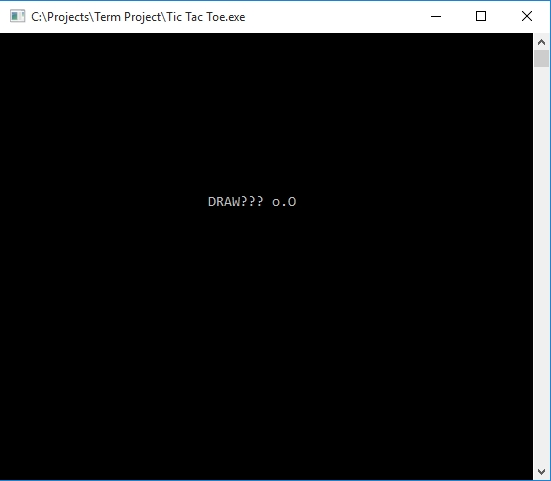 C:\Projects\Term Project\Tic Tac Toe.exe
DRAW??? o.O